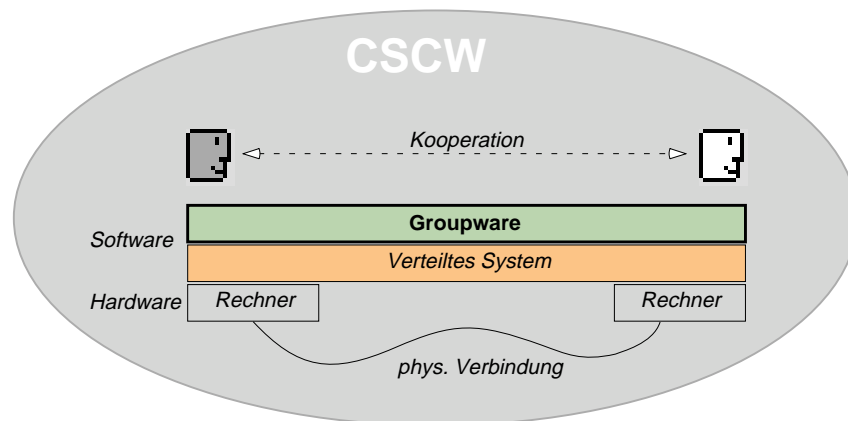 CSCW
Kooperation
Groupware
Software
Verteiltes System
Hardware
Rechner
Rechner
phys. Verbindung